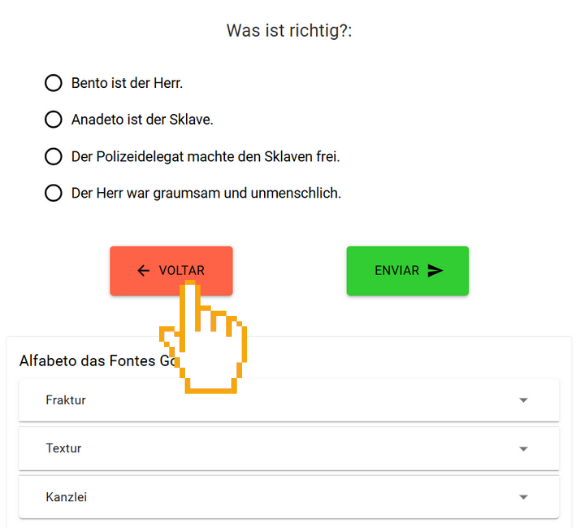 Was ist richtig?:
Bento ist der Herr.
Anadeto ist der Sklave.
Der Polizeidelegat machte den Sklaven frei.
Der Herr war graumsam und unmenschlich.
VOLTAR
ENVIAR
Alfabeto das Fontes
Fraktur
Textur
Kanzlei